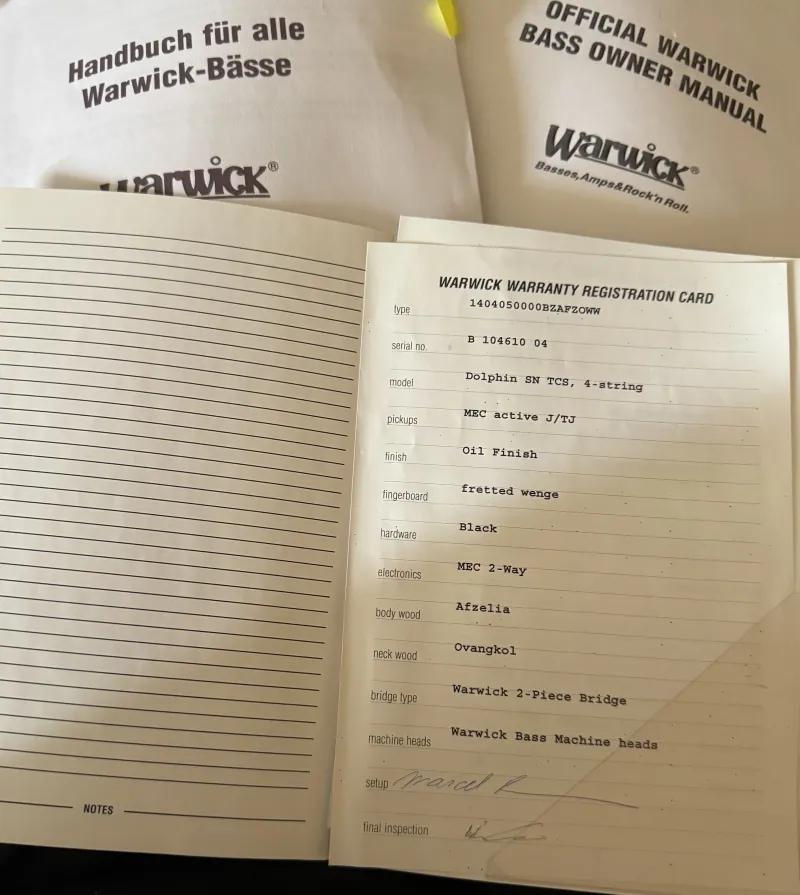 Handbuch für alle
Warwick-Bässe
Warwick®
OFFICIAL WARWICK
BASS OWNER MANUAL
Warwick®
Basses,Amps&Rock'n Roll.
NOTES
WARWICK WARRANTY REGISTRATION CARD
type 1404050000BZAFZOWW
serial no. B 104610 04
model Dolphin SN TCS, 4-string
pickups MEC active J/TJ
finish Oil Finish
fingerboard fretted wenge
hardware Black
electronics MEC 2-Way
body wood Afzelia
neck wood Ovangkol
bridge type Warwick 2-Piece Bridge
machine heads Warwick Bass Machine heads
setup Marcel R
final inspection